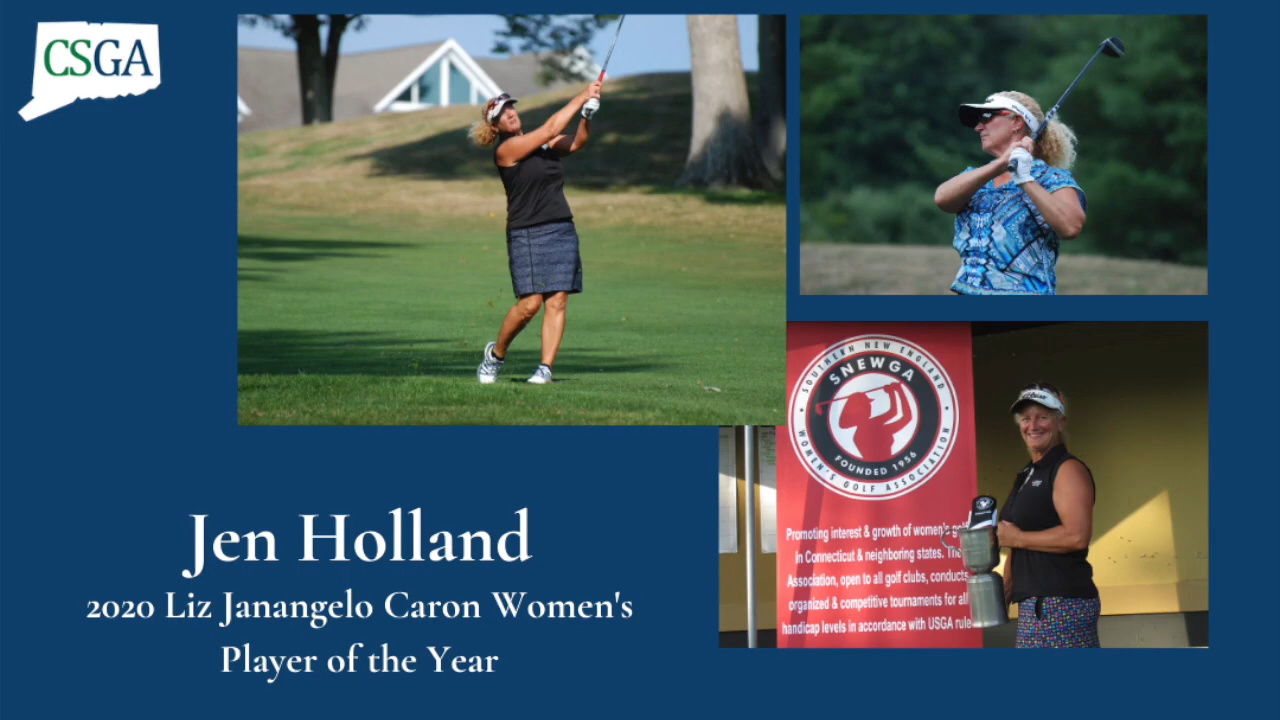 CSGA
SOUTHERN NEW ENGLAND
SNEWGA
FOUNDED 1956
WOMEN'S GOLF ASSOCIATION
Promoting interest & growth of women's
in Connecticut & neighboring states. The
Association, open to all golf clubs, conducts
organized & competitive tournaments for all
handicap levels in accordance with USGA rule
Jen Holland
2020 Liz Janangelo Caron Women's
Player of the Year